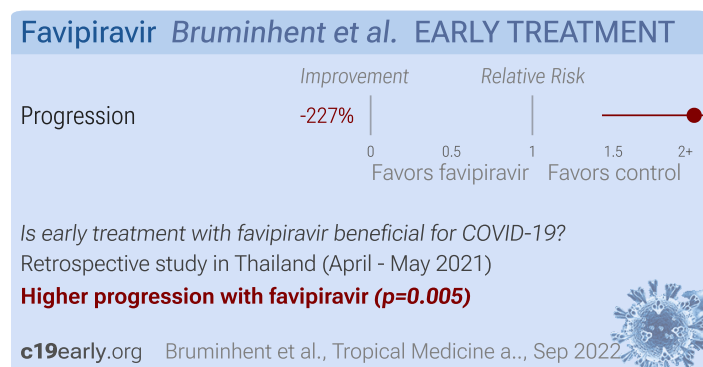 Favipiravir Bruminhent et al. EARLY TREATMENT
Improvement Relative Risk
Progression -227%
0 0.5 1 1.5 2+
Favors favipiravir Favors control
Is early treatment with favipiravir beneficial for COVID-19?
Retrospective study in Thailand (April - May 2021)
Higher progression with favipiravir (p=0.005)
c19early.org Bruminhent et al., Tropical Medicine a.., Sep 2022